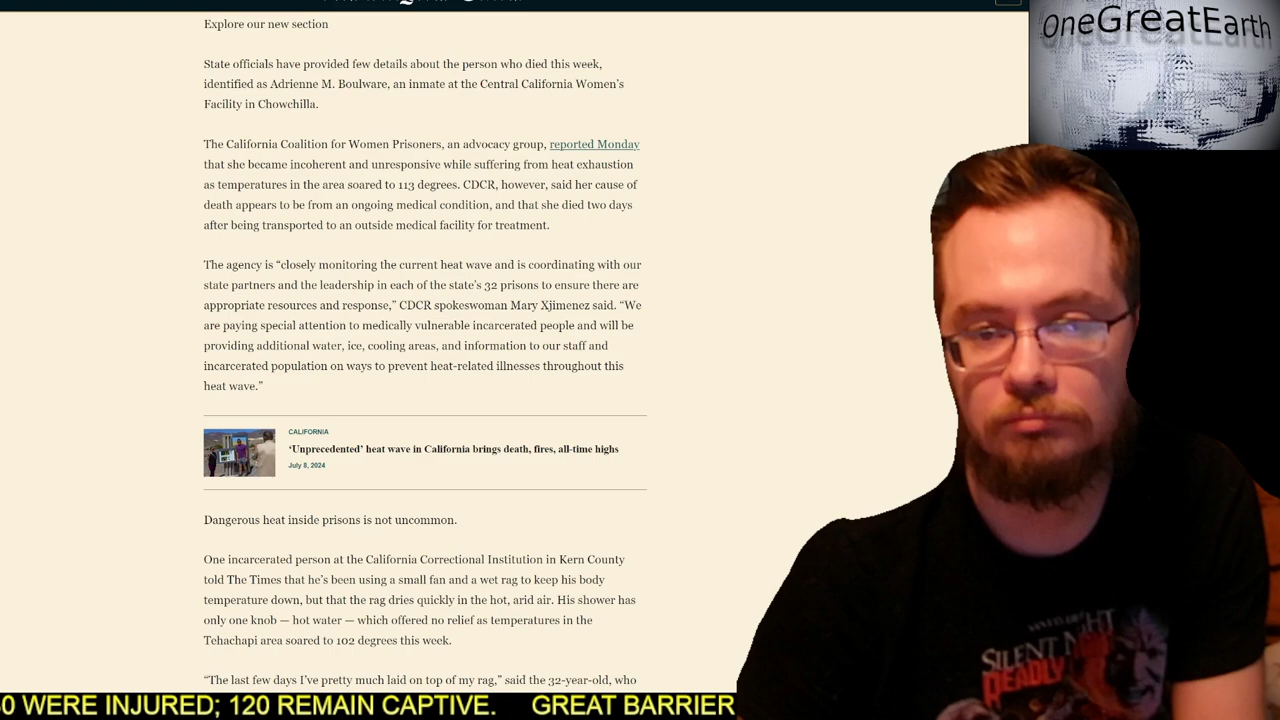 Explore our new section
OneGreatEarth
State officials have provided few details about the person who died this week,
identified as Adrienne M. Boulware, an inmate at the Central California Women’s
Facility in Chowchilla.
The California Coalition for Women Prisoners, an advocacy group, reported Monday
that she became incoherent and unresponsive while suffering from heat exhaustion
as temperatures in the area soared to 113 degrees. CDCR, however, said her cause of
death appears to be from an ongoing medical condition, and that she died two days
after being transported to an outside medical facility for treatment.
The agency is “closely monitoring the current heat wave and is coordinating with our
state partners and the leadership in each of the state’s 32 prisons to ensure there are
appropriate resources and response,” CDCR spokeswoman Mary Xjimenez said. “We
are paying special attention to medically vulnerable incarcerated people and will be
providing additional water, ice, cooling areas, and information to our staff and
incarcerated population on ways to prevent heat-related illnesses throughout this
heat wave.”
CALIFORNIA
‘Unprecedented’ heat wave in California brings death, fires, all-time highs
July 8, 2024
Dangerous heat inside prisons is not uncommon.
One incarcerated person at the California Correctional Institution in Kern County
told The Times that he’s been using a small fan and a wet rag to keep his body
temperature down, but that the rag dries quickly in the hot, arid air. His shower has
only one knob — hot water — which offered no relief as temperatures in the
Tehachapi area soared to 102 degrees this week.
“The last few days I’ve pretty much laid on top of my rag,” said the 32-year-old, who
SILENT NIGHT
DEADLY
0 WERE INJURED; 120 REMAIN CAPTIVE. GREAT BARRIER